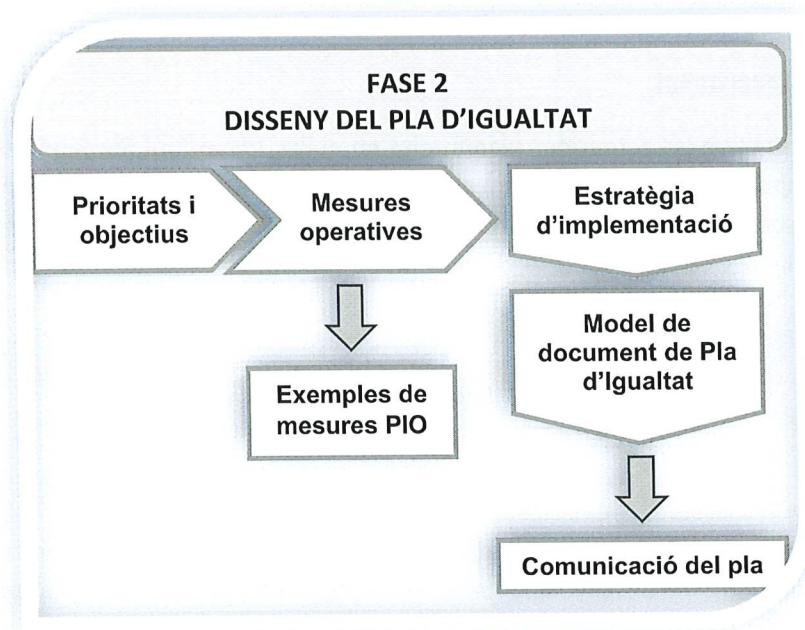 FASE 2
DISSENY DEL PLA D'IGUALTAT
Prioritats i
objectius
Mesures
operatives
Exemples de
mesures PIO
Estratègia
d'implementació
Model de
document de Pla
d'Igualtat
Comunicació del pla